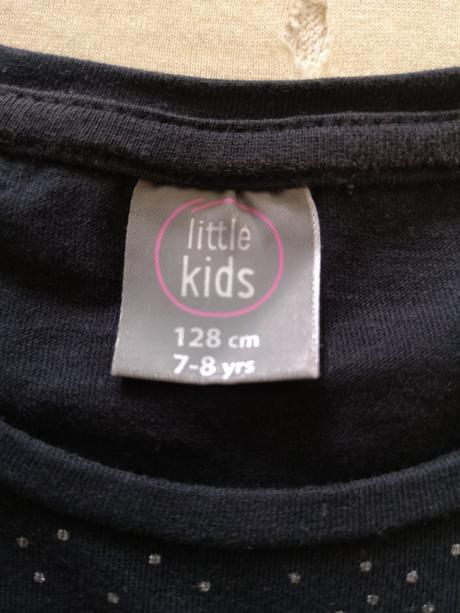 little
kids
128 cm
7-8 yrs